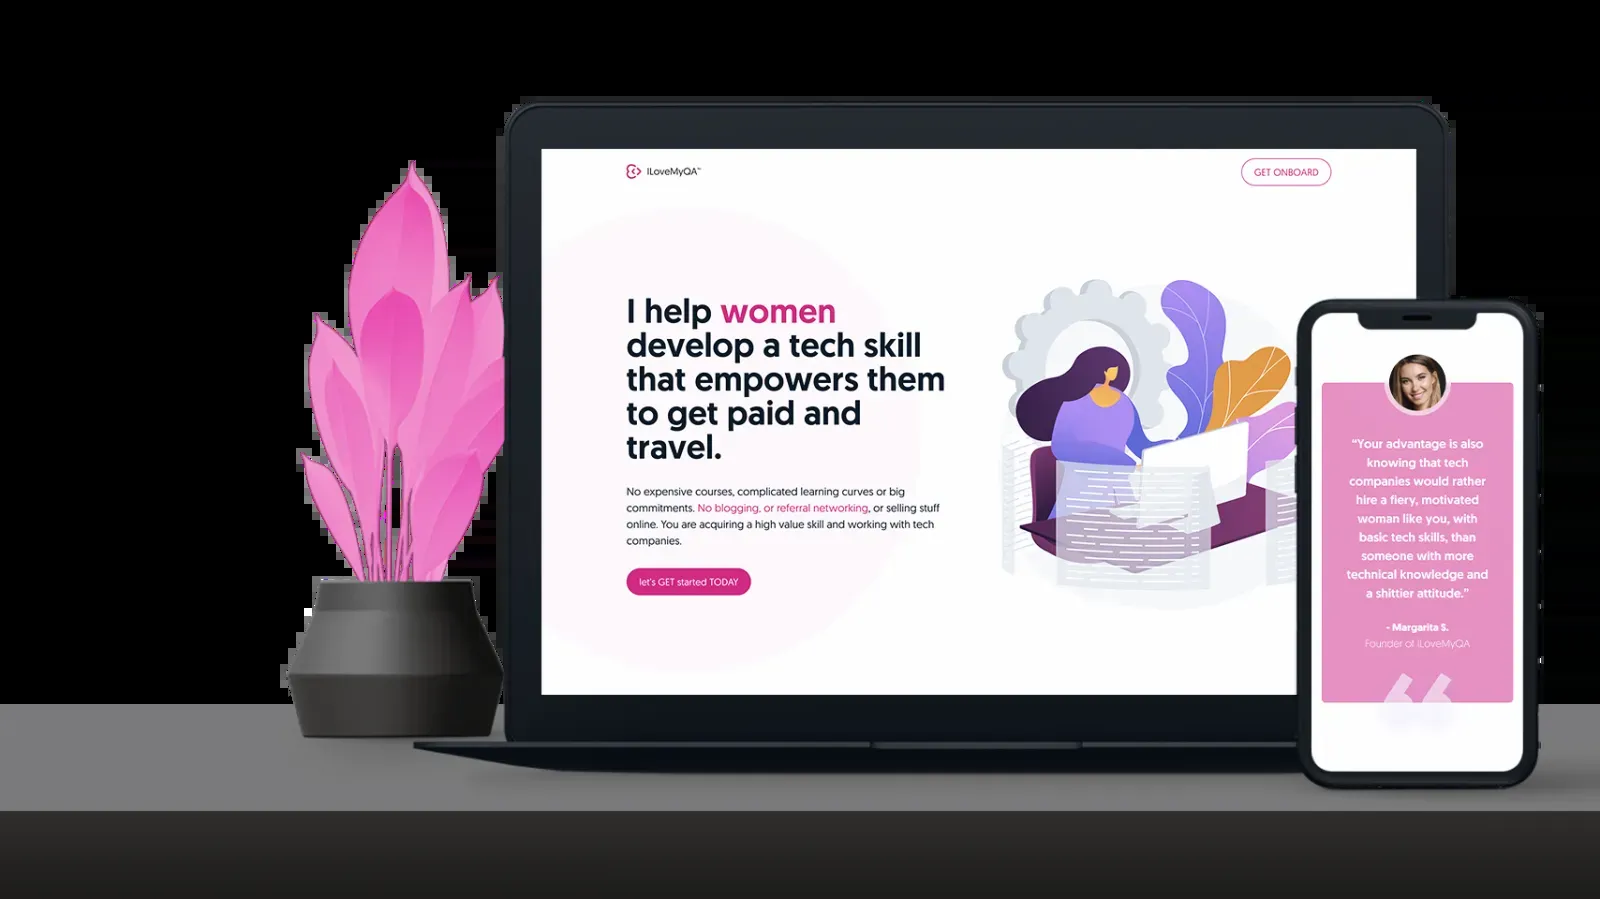 ILoveMyQA™
GET ONBOARD
I help women
develop a tech skill
that empowers them
to get paid and
travel.
No expensive courses, complicated learning curves or big
commitments. No blogging, or referral networking, or selling stuff
online. You are acquiring a high value skill and working with tech
companies.
let's GET started TODAY
“Your advantage is also
knowing that tech
companies would rather
hire a fiery, motivated
woman like you, with
basic tech skills, than
someone with more
technical knowledge and
a shittier attitude.”
- Margarita S.
Founder of iLoveMyQA
“